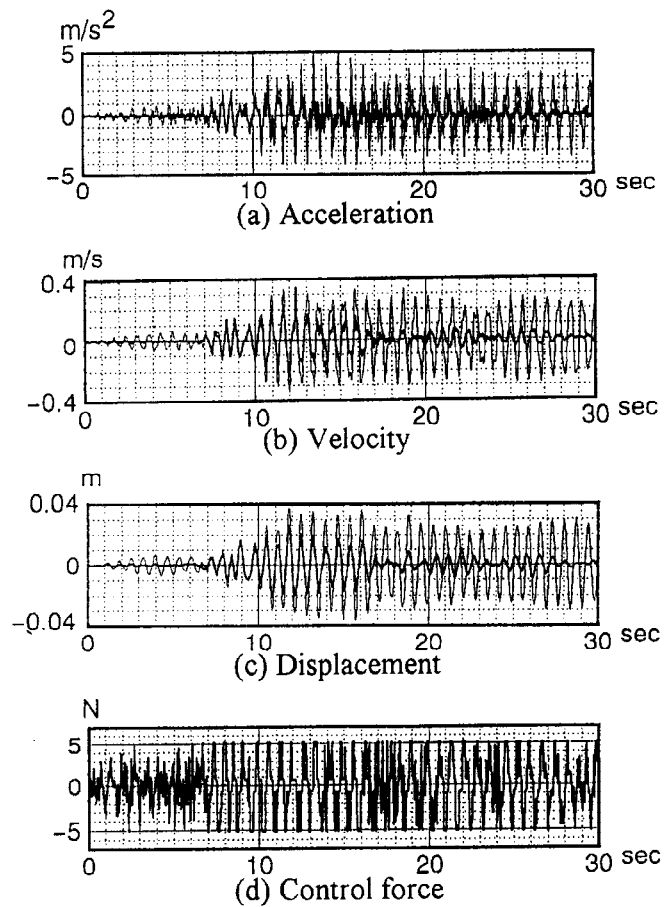 m/s²
5
0
-5
0 10 20 30 sec
(a) Acceleration
m/s
0.4
0
-0.4
0 10 20 30 sec
(b) Velocity
m
0.04
0
-0.04
0 10 20 30 sec
(c) Displacement
N
5
0
-5
0 10 20 30 sec
(d) Control force